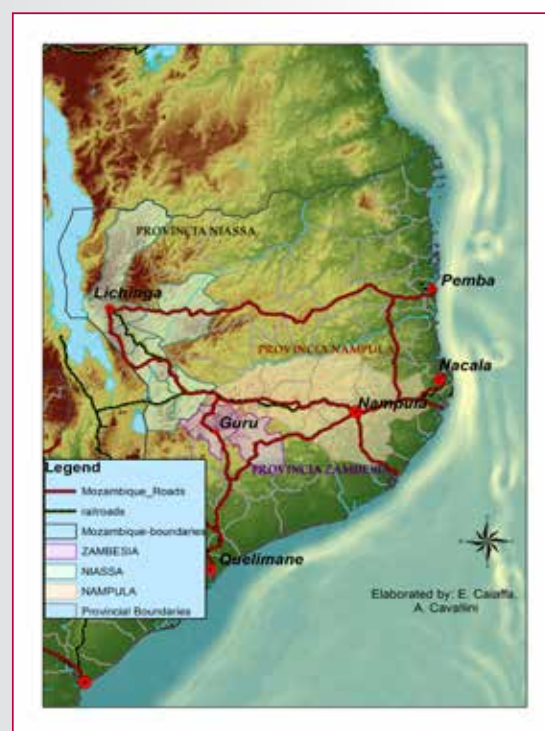 PROVINCIA NIASSA
Lichinga
Pemba
PROVINCIA NAMPULA
Nacala
Nampula
Guru
PROVINCIA ZAMBESIA
Legend
Mozambique_Roads
railroads
Mozambique-boundaries
ZAMBESIA
NIASSA
NAMPULA
Provincial Boundaries
Quelimane
Elaborated by: E. Caiaffa,
A. Cavallini